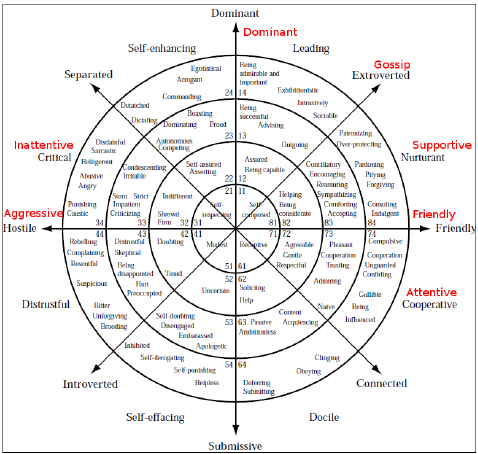 Dominant
Dominant
Self-enhancing
Leading
Egotistical
Arrogant
Being
admirable and
important
Separated
Gossip
Extroverted
Commanding
24 14
Exhibitionistic
Intrusively
Sociable
Detatched
Dictating
Boasting
Dominating
Proud
Being
successful
Advising
Patronizing
Over-protecting
Inattentive
Critical
Supportive
Nurturant
23 13
Disdainful
Sarcastic
Beligerent
Autonomous
Competing
Outgoing
Abusive
Angry
Condescending
Irritable
Self-assured
Asserting
Assured
Being capable
Conciliatory
Encouraging
Reassuring
Sympathizing
Pardoning
Pitying
Forgiving
22 12
21 11
Punishing
Caustic
Stern Strict
Impatient
Criticizing
Indifferent
Shrewd
Firm
Self-
respecting
Self
composed
Helping
Being
considerate
Comforting
Accepting
Consoling
Indulgent
Aggressive
Hostile
Friendly
Friendly
34 33 32 31
81 82 83 84
44 43 42 41
71 72 73 74
Rebelling
Complaining
Resentful
Distrustful
Skeptical
Being
disappointed
Hurt
Preoccupied
Doubting
Timid
Modest
Receptive
Agreeable
Gentle
Respectful
Pleasant
Cooperation
Trusting
Compulsive
Cooperation
Unguarded
Confiding
51 61
52 62
Suspicious
Uncertain
Soliciting
Help
Admiring
Gullible
Being
Influenced
Attentive
Cooperative
Distrustful
Bitter
Unforgiving
Brooding
Self-doubting
Disengaged
Embarassed
Apologetic
53 63
Passive
Ambitionless
Content
Acquiescing
Naive
Inhibited
Self-derogating
Self-punishing
Helpless
54 64
Deferring
Submitting
Clinging
Obeying
Introverted
Connected
Self-effacing
Docile
Submissive